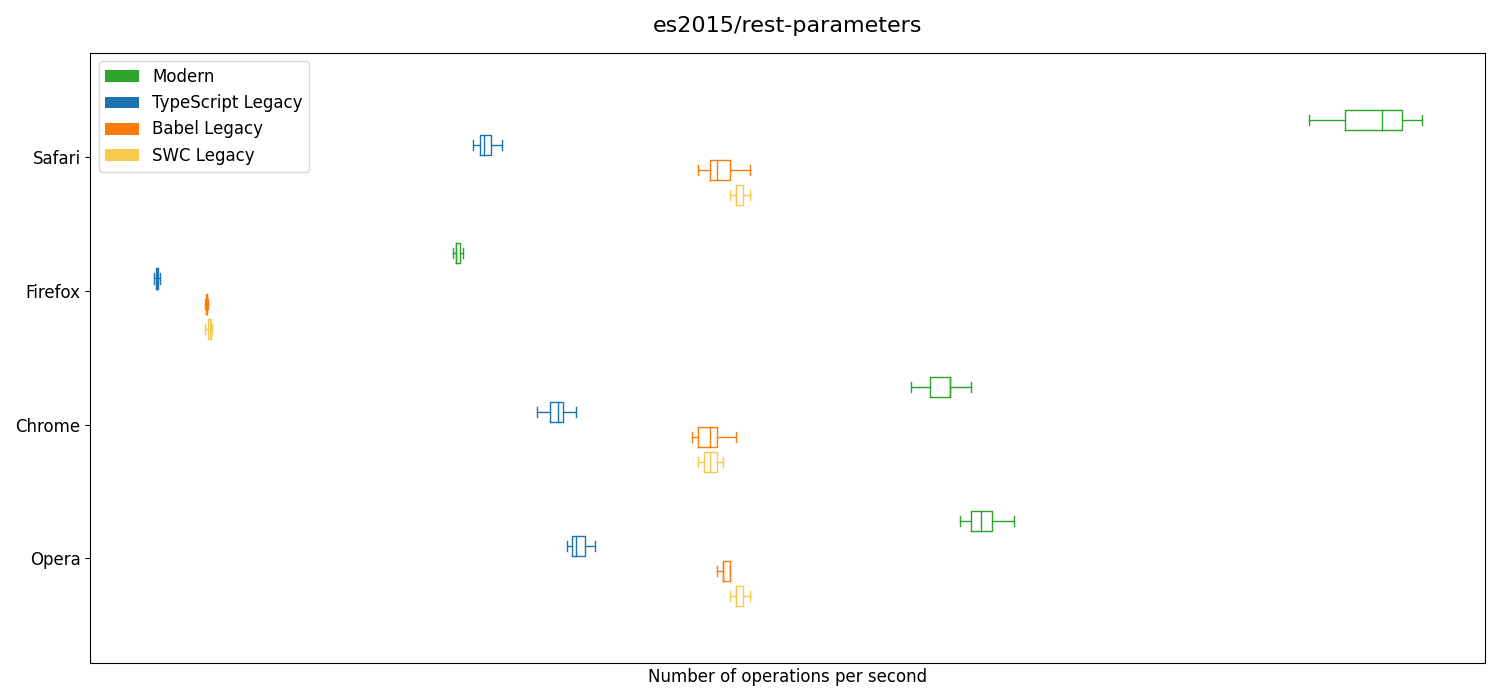 es2015/rest-parameters
Modern
TypeScript Legacy
Babel Legacy
SWC Legacy
Safari
Firefox
Chrome
Opera
Number of operations per second